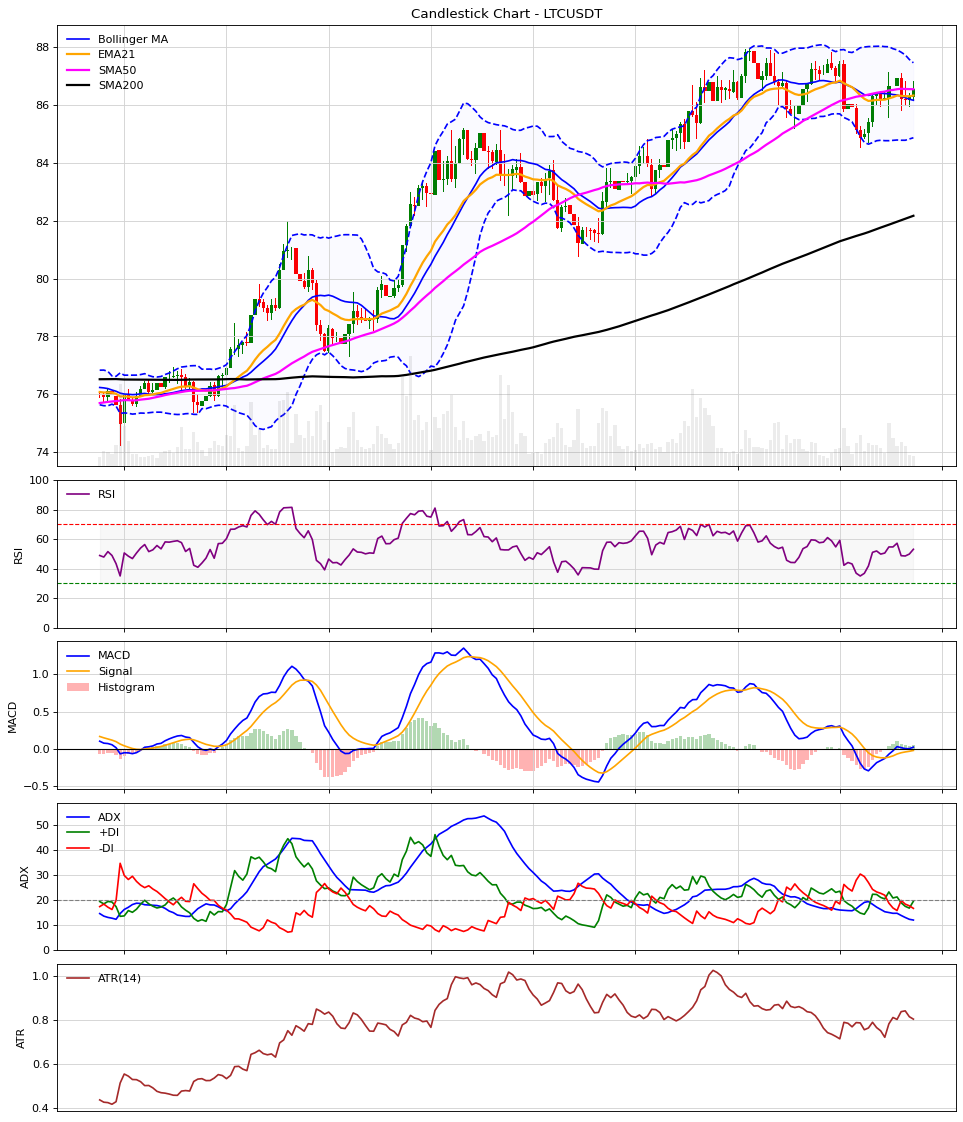 Candlestick Chart - LTCUSDT
Bollinger MA
EMA21
SMA50
SMA200
88
86
84
82
80
78
76
74
RSI
RSI
100
80
60
40
20
0
MACD
Signal
Histogram
MACD
1.0
0.5
0.0
−0.5
ADX
+DI
-DI
ADX
50
40
30
20
10
0
ATR(14)
ATR
1.0
0.8
0.6
0.4